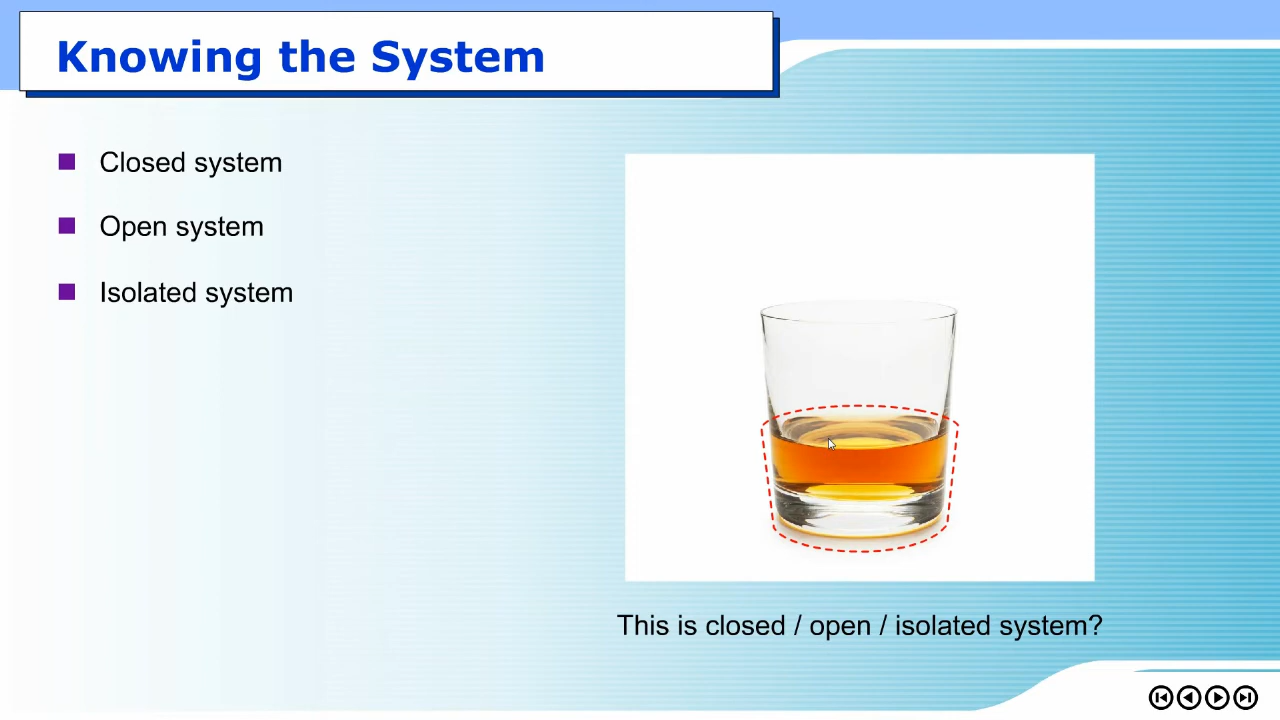 Knowing the System
Closed system
Open system
Isolated system
This is closed / open / isolated system?